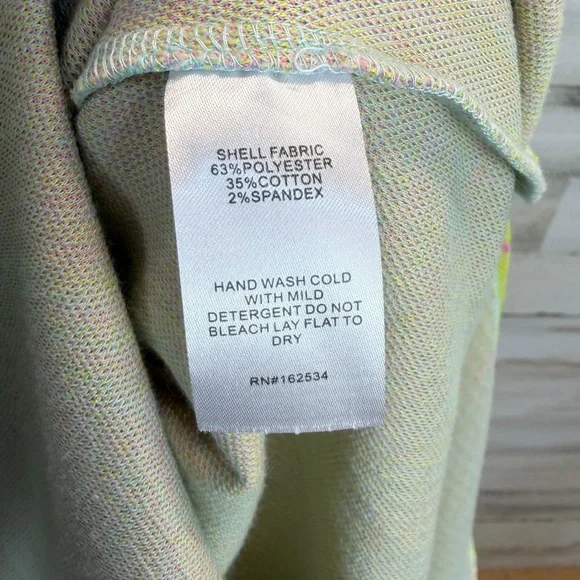 SHELL FABRIC
63%POLYESTER
35%COTTON
2%SPANDEX
HAND WASH COLD
WITH MILD
DETERGENT DO NOT
BLEACH LAY FLAT TO
DRY
RN#162534